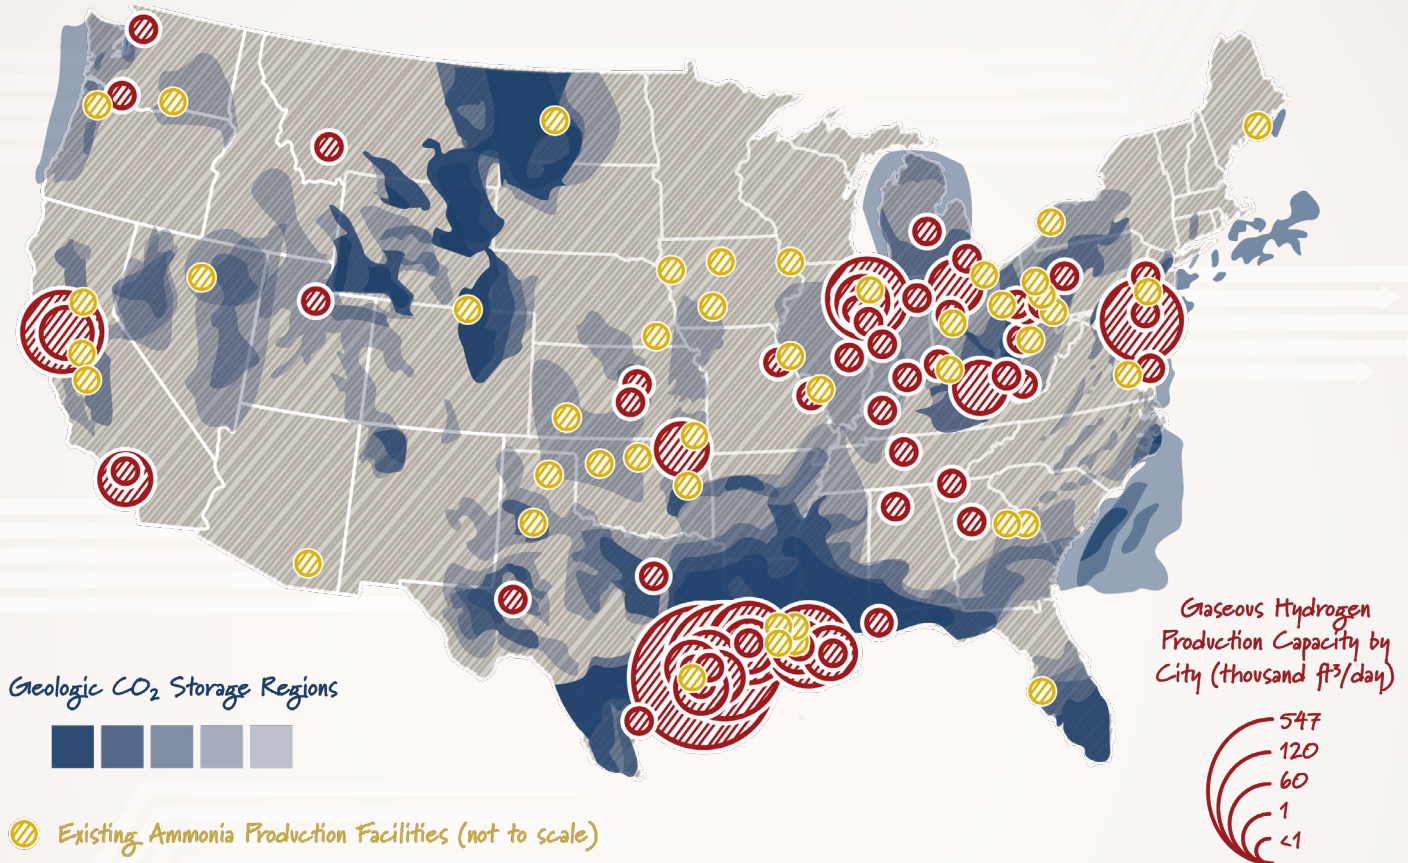 Gaseous Hydrogen
Production Capacity by
City (thousand ft³/day)
547
120
60
1
<1
Geologic CO₂ Storage Regions
Existing Ammonia Production Facilities (not to scale)